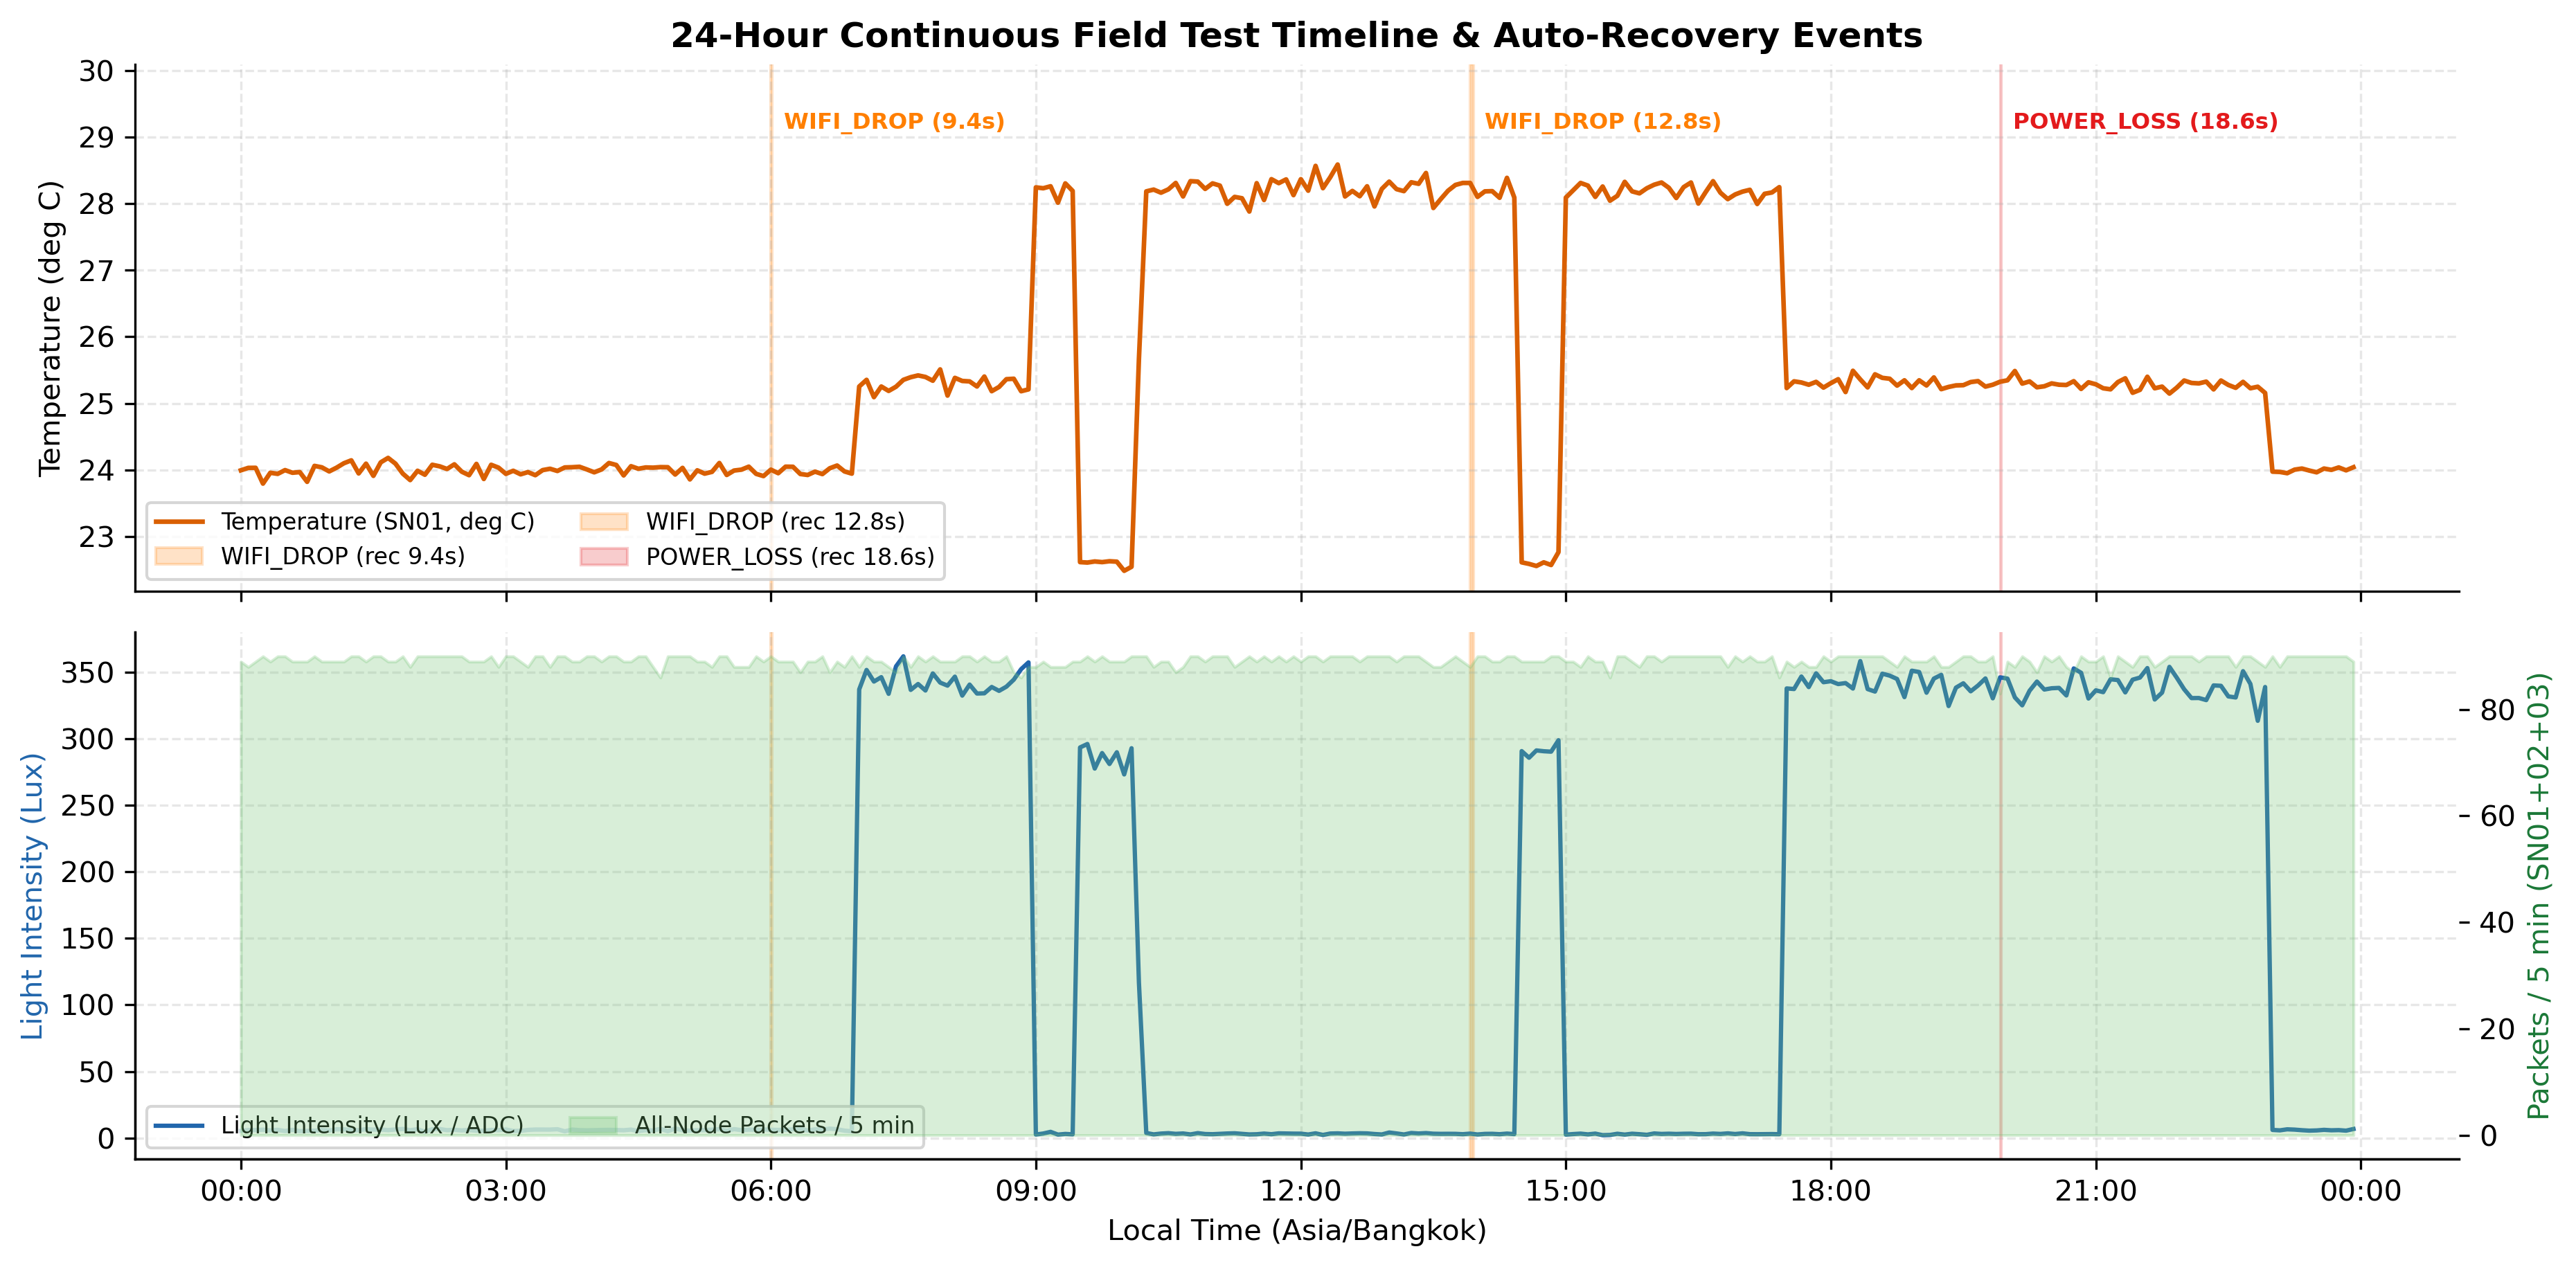 24-Hour Continuous Field Test Timeline & Auto-Recovery Events
30
29
28
27
26
25
24
23
Temperature (deg C)
WIFI_DROP (9.4s)
WIFI_DROP (12.8s)
POWER_LOSS (18.6s)
Temperature (SN01, deg C)
WIFI_DROP (rec 9.4s)
WIFI_DROP (rec 12.8s)
POWER_LOSS (rec 18.6s)
350
300
250
200
150
100
50
0
Light Intensity (Lux)
Light Intensity (Lux / ADC)
All-Node Packets / 5 min
80
60
40
20
0
Packets / 5 min (SN01+02+03)
00:00
03:00
06:00
09:00
12:00
15:00
18:00
21:00
00:00
Local Time (Asia/Bangkok)